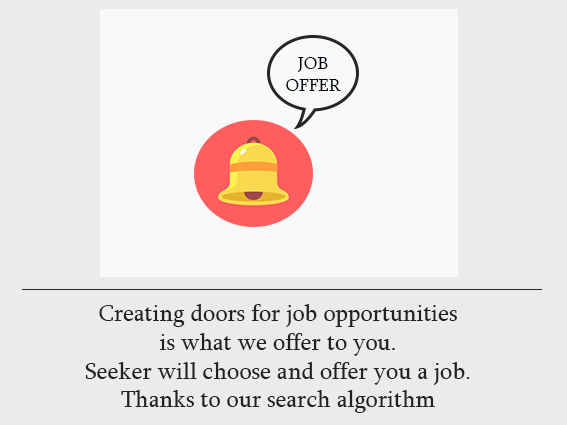 JOB
OFFER
Creating doors for job opportunities
is what we offer to you.
Seeker will choose and offer you a job.
Thanks to our search algorithm